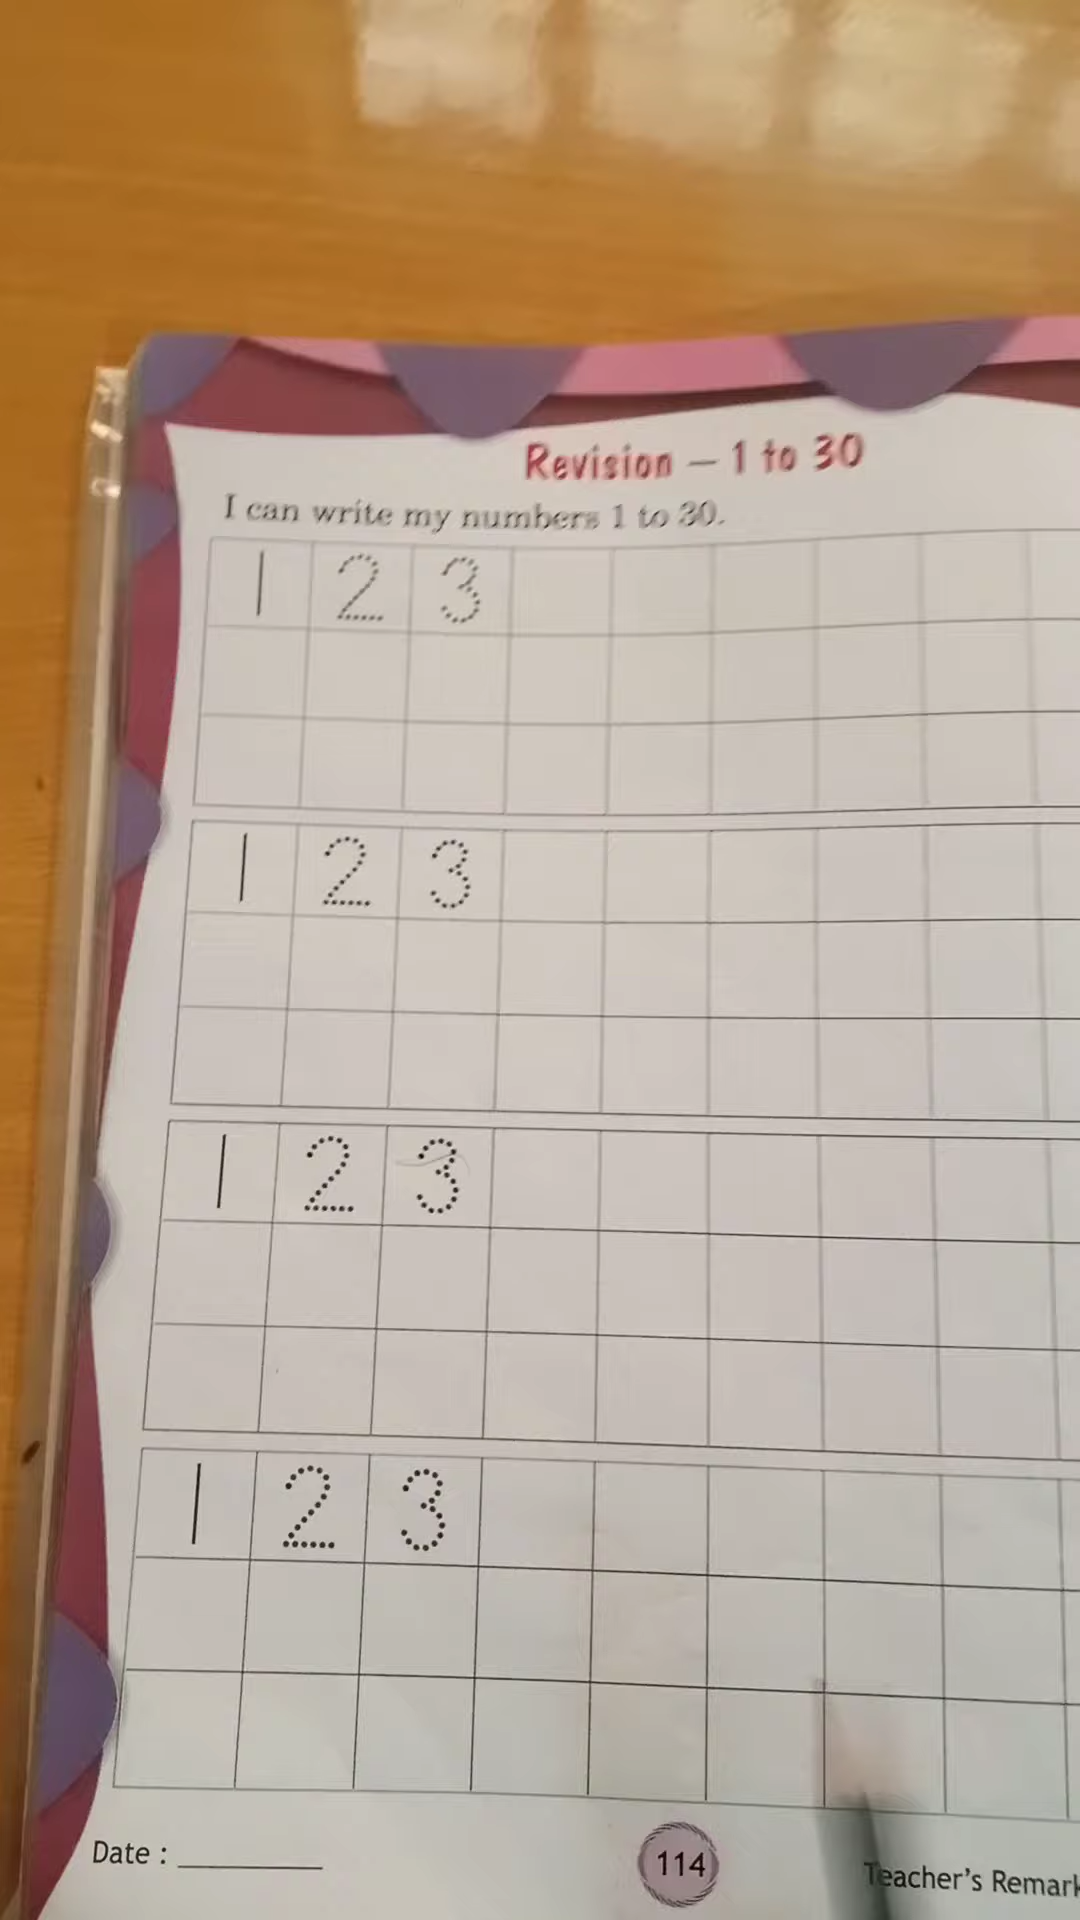 Revision – 1 to 30
I can write my numbers 1 to 30.
1 2 3
1 2 3
1 2 3
1 2 3
Date : ________
114
Teacher's Remark